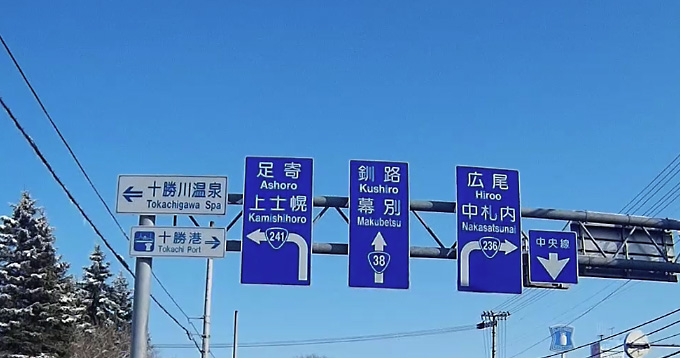 十勝川温泉
Tokachigawa Spa
十勝港
Tokachi Port
足寄
Ashoro
上士幌
Kamishihoro
241
釧路
Kushiro
幕別
Makubetsu
38
広尾
Hiroo
中札内
Nakasatsunai
236
中央線